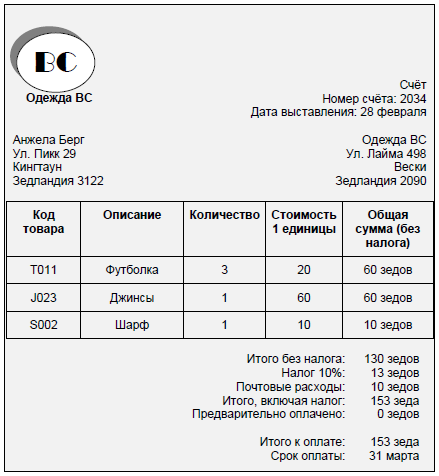 BC
Одежда ВС
Счёт
Номер счёта: 2034
Дата выставления: 28 февраля
Анжела Берг
Ул. Пикк 29
Кингтаун
Зедландия 3122
Одежда ВС
Ул. Лайма 498
Вески
Зедландия 2090
Код товара Описание Количество Стоимость 1 единицы Общая сумма (без налога)
T011 Футболка 3 20 60 зедов
J023 Джинсы 1 60 60 зедов
S002 Шарф 1 10 10 зедов
Итого без налога: 130 зедов
Налог 10%: 13 зедов
Почтовые расходы: 10 зедов
Итого, включая налог: 153 зеда
Предварительно оплачено: 0 зедов
Итого к оплате: 153 зеда
Срок оплаты: 31 марта